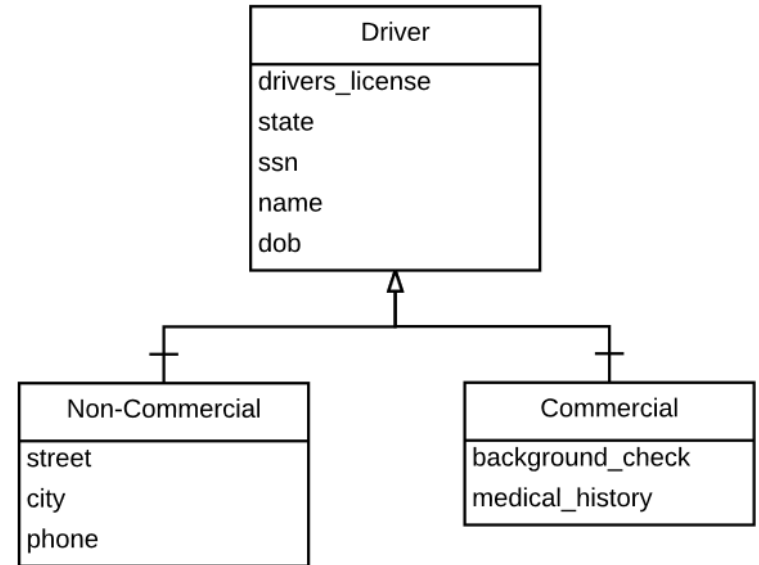 Driver
drivers_license
state
ssn
name
dob
Non-Commercial
street
city
phone
Commercial
background_check
medical_history